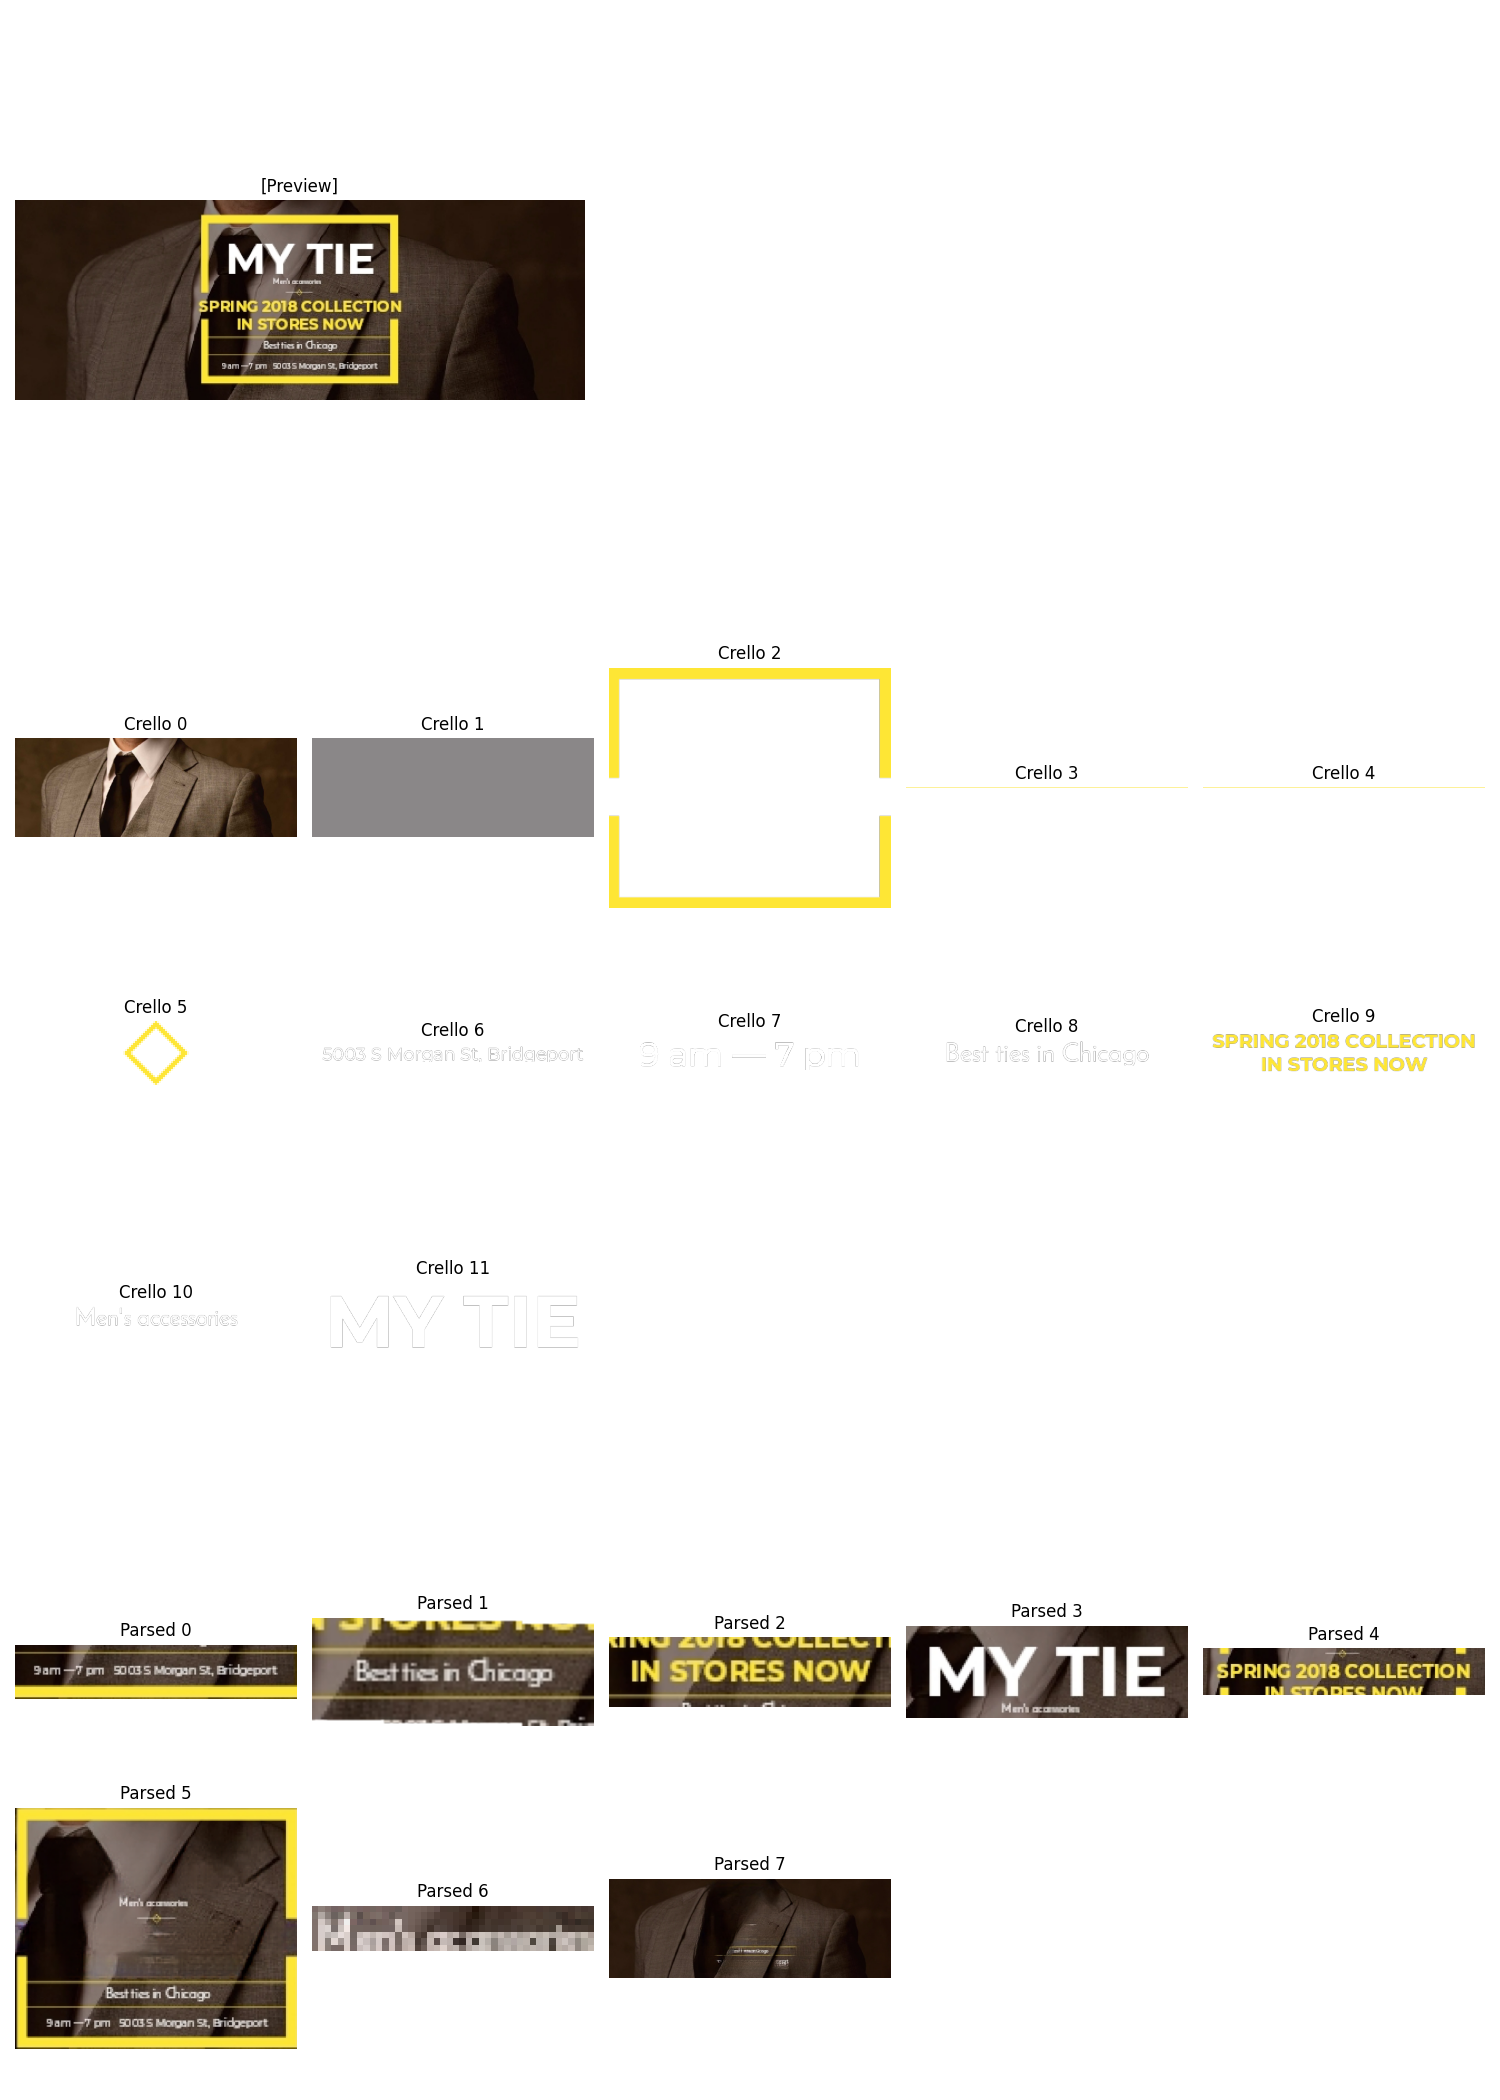 [Preview]
MY TIE
Men's accessories
SPRING 2018 COLLECTION
IN STORES NOW
Best ties in Chicago
9 am — 7 pm 5003 S Morgan St, Bridgeport
Crello 0
Crello 1
Crello 2
Crello 3
Crello 4
Crello 5
Crello 6
5003 S Morgan St, Bridgeport
Crello 7
9 am — 7 pm
Crello 8
Best ties in Chicago
Crello 9
SPRING 2018 COLLECTION
IN STORES NOW
Crello 10
Men's accessories
Crello 11
MY TIE
Parsed 0
9 am — 7 pm 5003 S Morgan St, Bridgeport
Parsed 1
Best ties in Chicago
Parsed 2
IN STORES NOW
Parsed 3
MY TIE
Men's accessories
Parsed 4
SPRING 2018 COLLECTION
IN STORES NOW
Parsed 5
Men's accessories
Best ties in Chicago
9 am — 7 pm 5003 S Morgan St, Bridgeport
Parsed 6
Men's accessories
Parsed 7